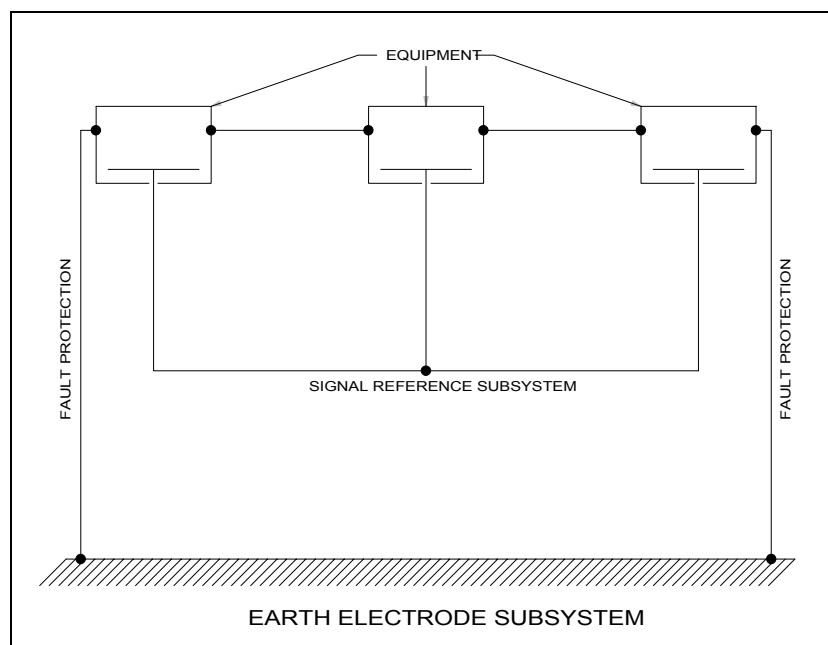 EQUIPMENT
FAULT PROTECTION
FAULT PROTECTION
SIGNAL REFERENCE SUBSYSTEM
EARTH ELECTRODE SUBSYSTEM